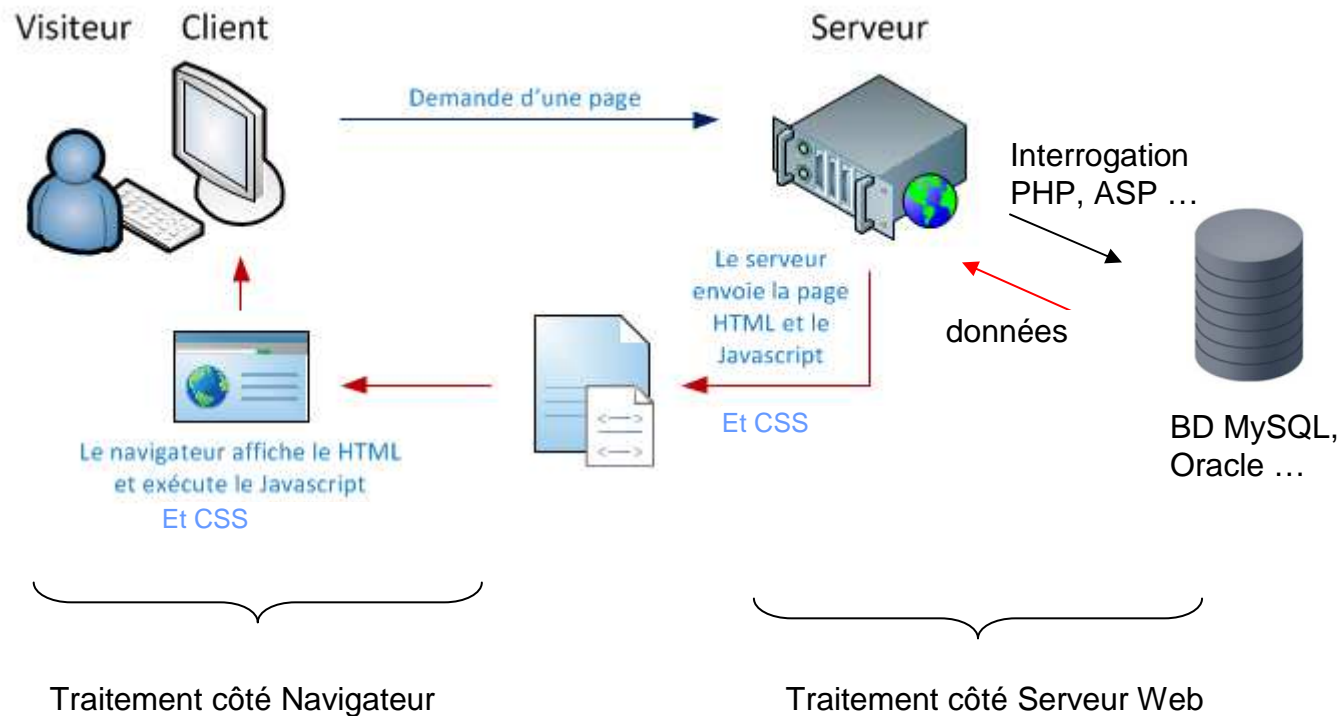 Visiteur
Client
Serveur
Demande d'une page
Interrogation
PHP, ASP …
Le serveur
envoie la page
HTML et le
Javascript
Et CSS
données
BD MySQL,
Oracle …
Le navigateur affiche le HTML
et exécute le Javascript
Et CSS
Traitement côté Navigateur
Traitement côté Serveur Web